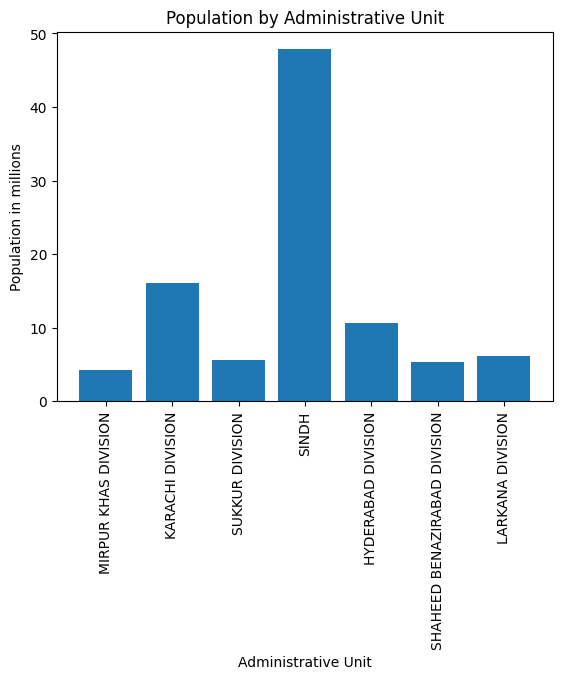 Population by Administrative Unit
Population in millions
50
40
30
20
10
0
MIRPUR KHAS DIVISION
KARACHI DIVISION
SUKKUR DIVISION
SINDH
HYDERABAD DIVISION
SHAHEED BENAZIRABAD DIVISION
LARKANA DIVISION
Administrative Unit